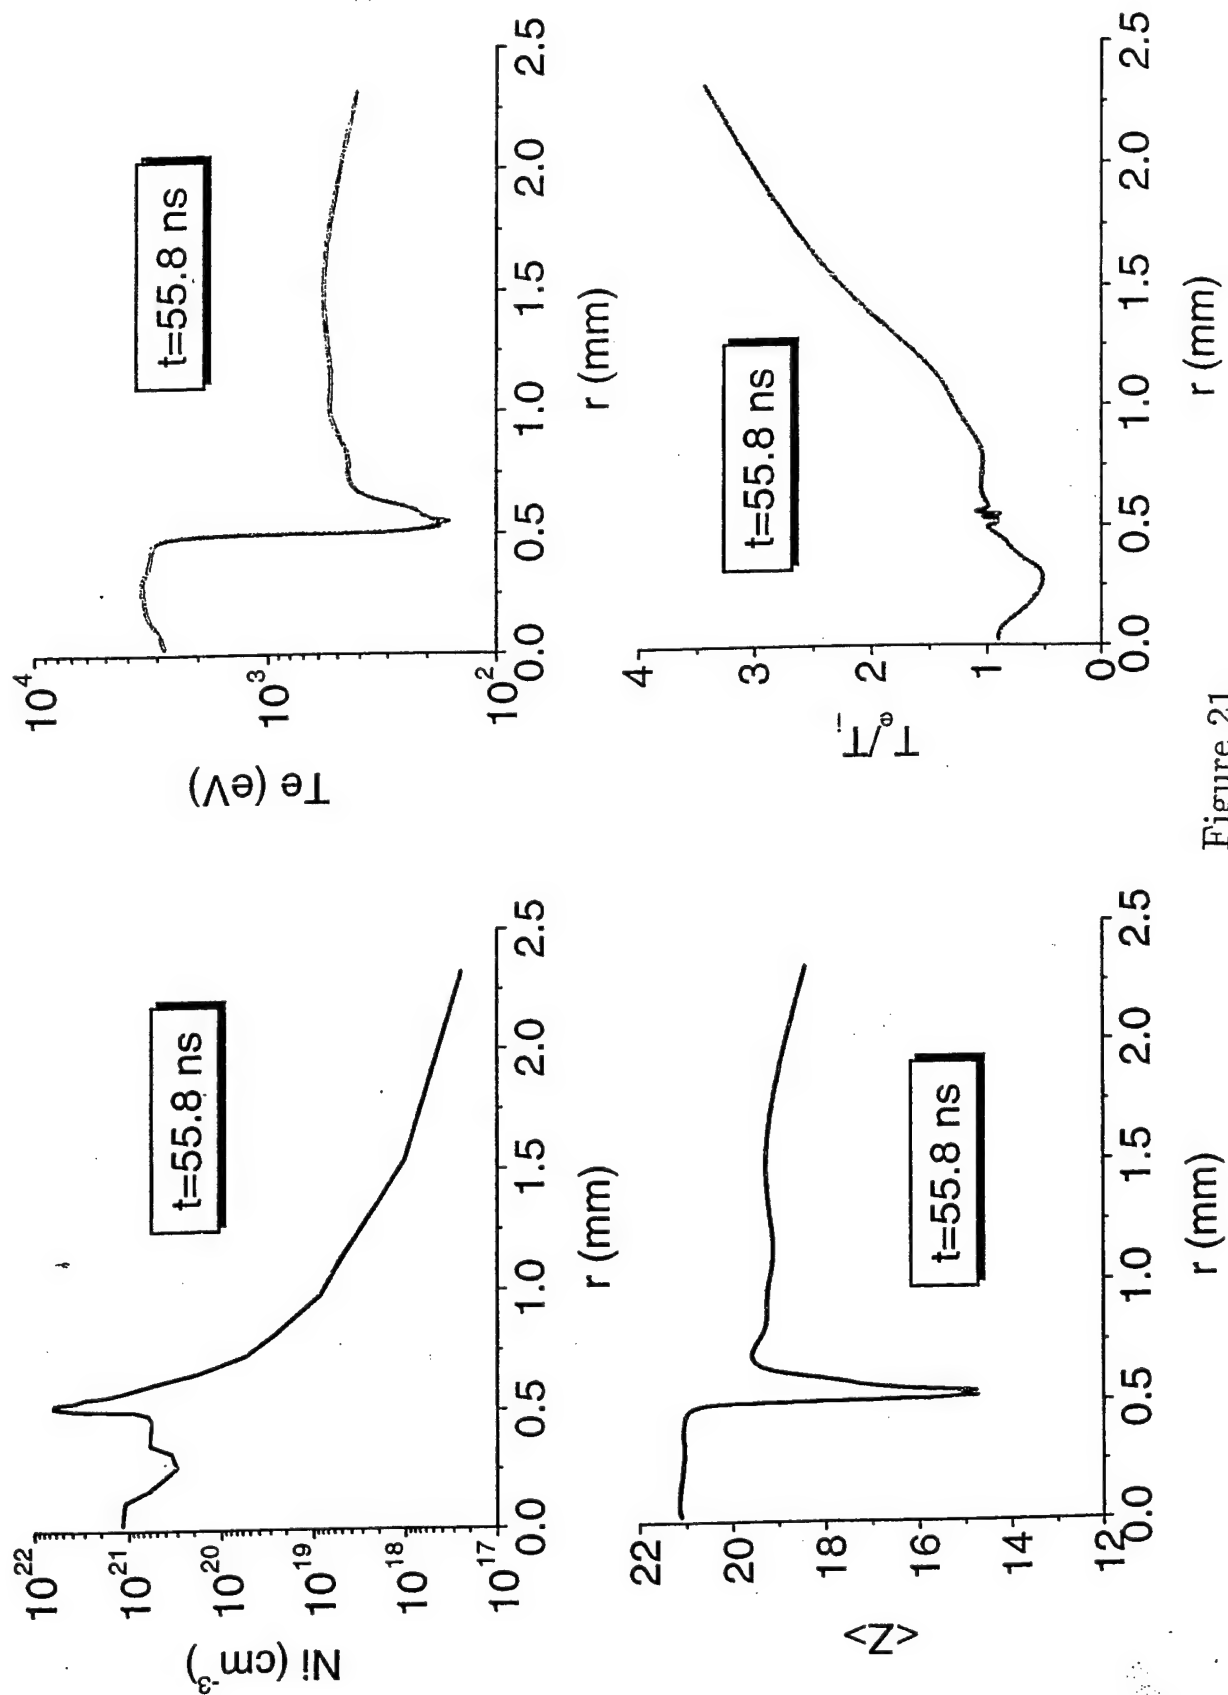 Ni (cm⁻³)
10²²
10²¹
10²⁰
10¹⁹
10¹⁸
10¹⁷
t=55.8 ns
0.0 0.5 1.0 1.5 2.0 2.5
r (mm)
Te (eV)
10⁴
10³
10²
t=55.8 ns
0.0 0.5 1.0 1.5 2.0 2.5
r (mm)
<Z>
22
20
18
16
14
12
t=55.8 ns
0.0 0.5 1.0 1.5 2.0 2.5
r (mm)
Tₑ/Tᵢ
4
3
2
1
0
t=55.8 ns
0.0 0.5 1.0 1.5 2.0 2.5
r (mm)
Figure 21